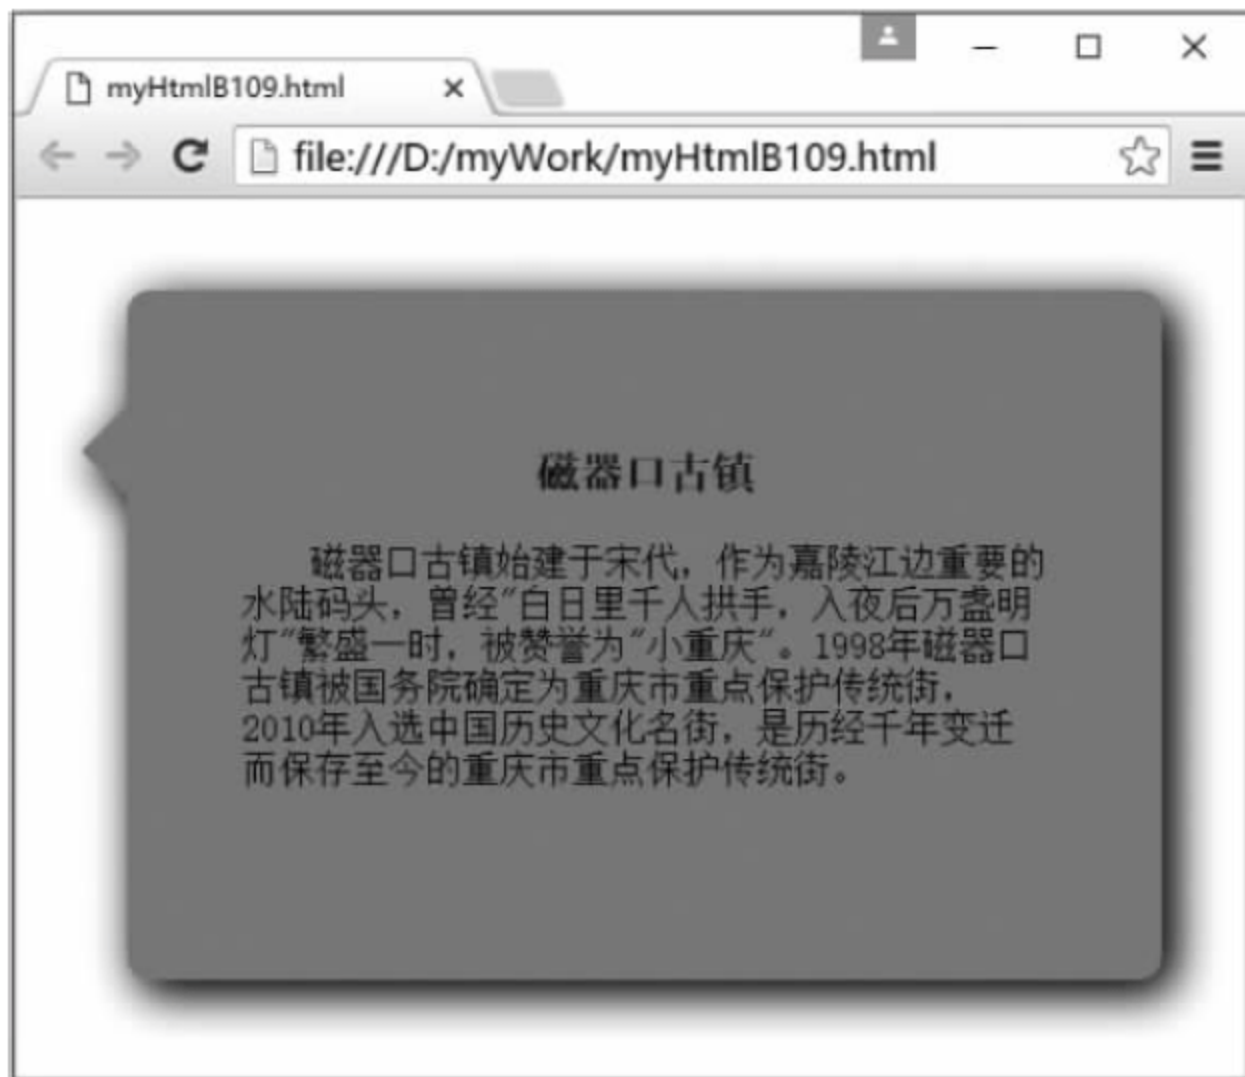 myHtmlB109.html
file:///D:/myWork/myHtmlB109.html
磁器口古镇
磁器口古镇始建于宋代，作为嘉陵江边重要的
水陆码头，曾经"白日里千人拱手，入夜后万盏明
灯"繁盛一时，被赞誉为"小重庆"。1998年磁器口
古镇被国务院确定为重庆市重点保护传统街，
2010年入选中国历史文化名街，是历经千年变迁
而保存至今的重庆市重点保护传统街。